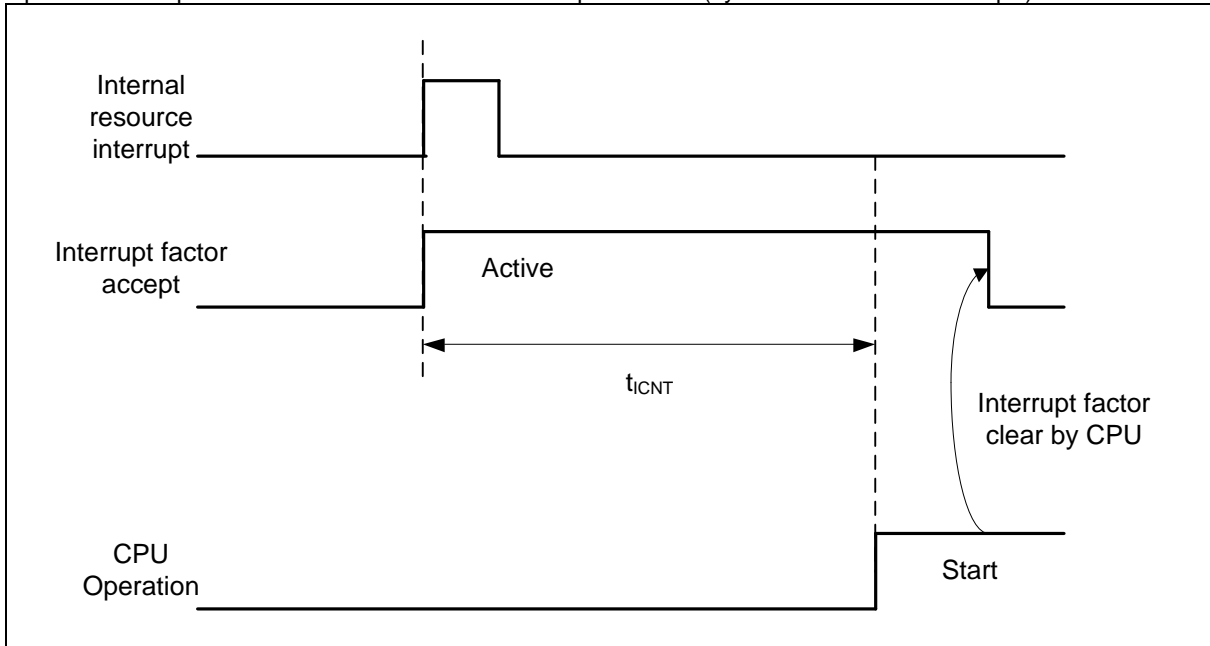 Internal
resource
interrupt
Interrupt factor
accept
Active
tICNT
Interrupt factor
clear by CPU
CPU
Operation
Start